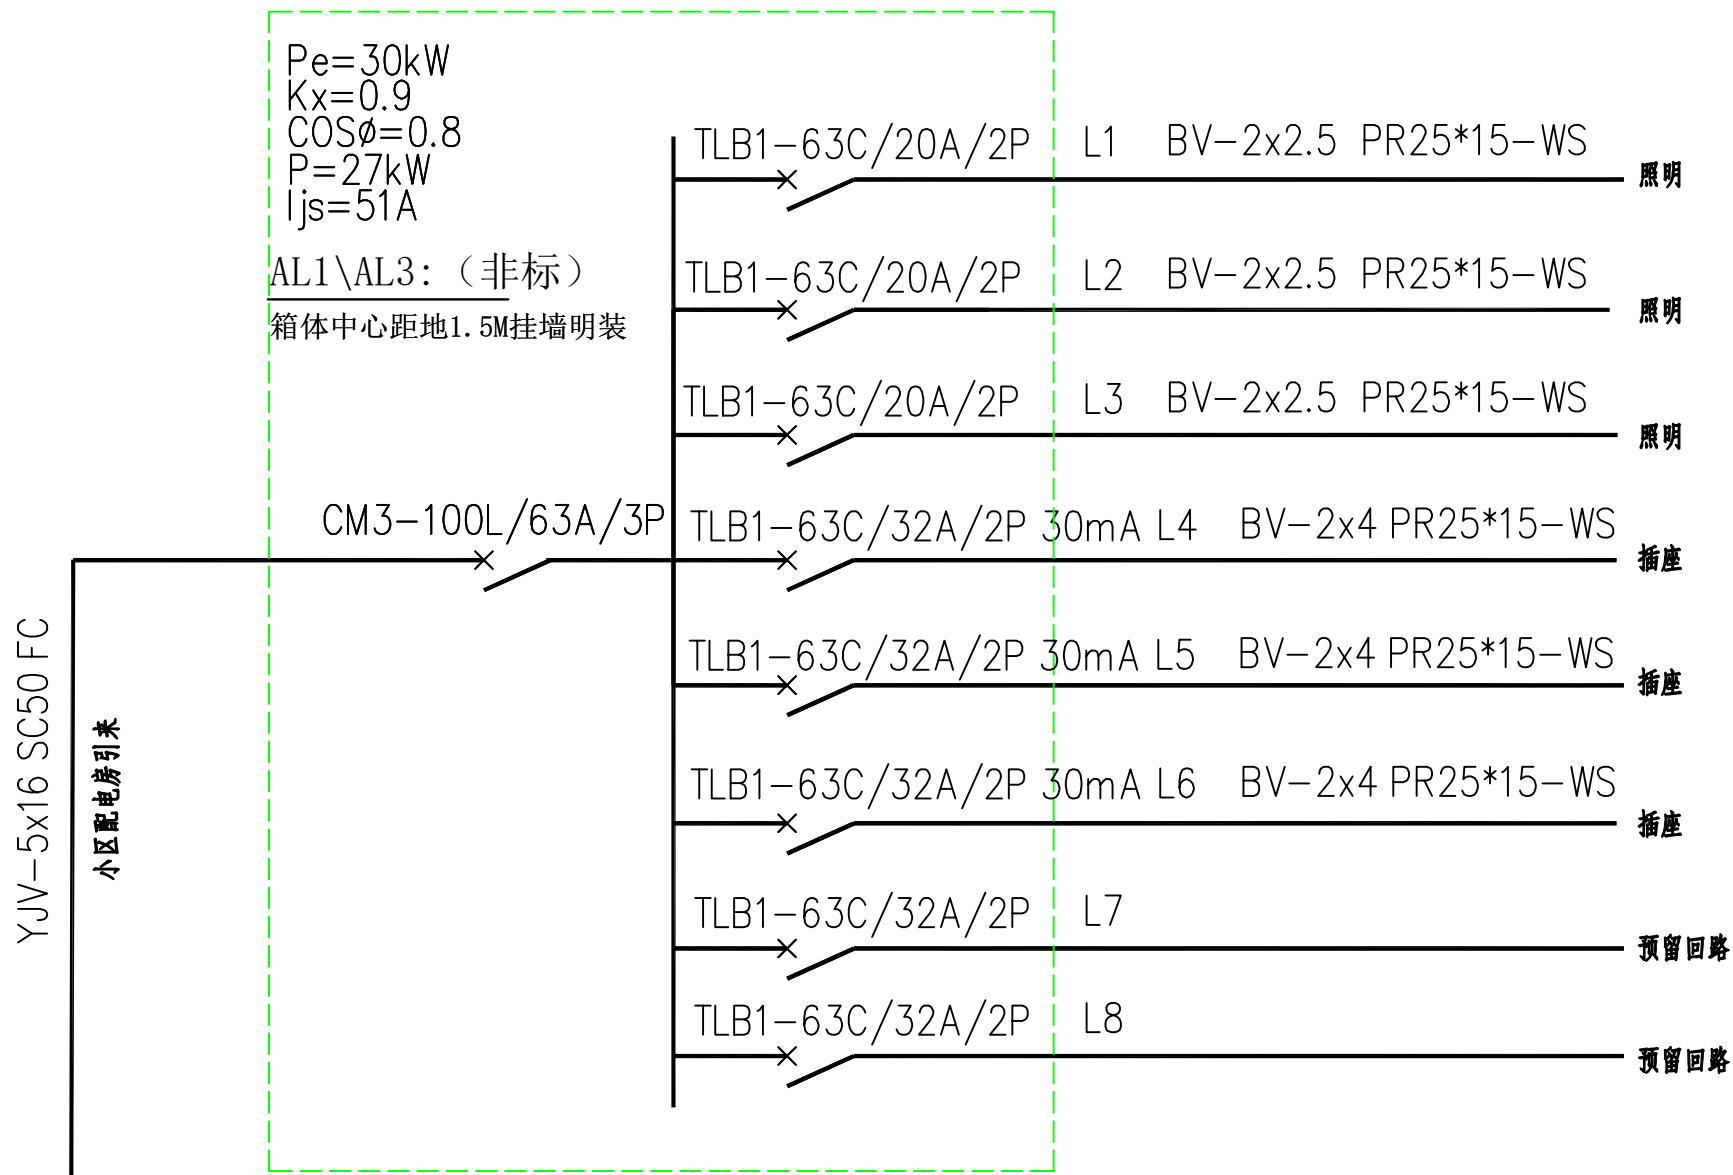 Pe=30kW
Kx=0.9
COSø=0.8
P=27kW
Ijs=51A
AL1\AL3:（非标）
箱体中心距地1.5M挂墙明装
CM3-100L/63A/3P
YJV-5x16 SC50 FC
小区配电房引来
TLB1-63C/20A/2P L1 BV-2x2.5 PR25*15-WS
照明
TLB1-63C/20A/2P L2 BV-2x2.5 PR25*15-WS
照明
TLB1-63C/20A/2P L3 BV-2x2.5 PR25*15-WS
照明
TLB1-63C/32A/2P 30mA L4 BV-2x4 PR25*15-WS
插座
TLB1-63C/32A/2P 30mA L5 BV-2x4 PR25*15-WS
插座
TLB1-63C/32A/2P 30mA L6 BV-2x4 PR25*15-WS
插座
TLB1-63C/32A/2P L7
预留回路
TLB1-63C/32A/2P L8
预留回路